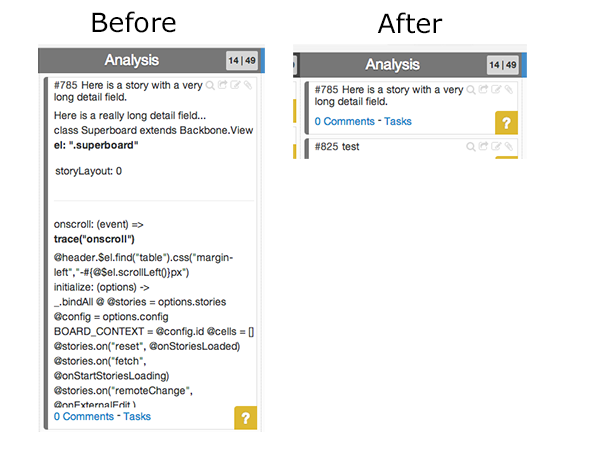 Before
Analysis
14 | 49
#785 Here is a story with a very
long detail field.
Here is a really long detail field...
class Superboard extends Backbone.View
el: ".superboard"
storyLayout: 0
onscroll: (event) =>
trace("onscroll")
@header.$el.find("table").css("margin-
left","-#{@$el.scrollLeft()}px")
initialize: (options) ->
_.bindAll @ @stories = options.stories
@config = options.config
BOARD_CONTEXT = @config.id @cells = []
@stories.on("reset", @onStoriesLoaded)
@stories.on("fetch",
@onStartStoriesLoading)
@stories.on("remoteChange",
@onExternalEdit )
0 Comments - Tasks
?
After
Analysis
14 | 49
#785 Here is a story with a very
long detail field.
0 Comments - Tasks
?
#825 test